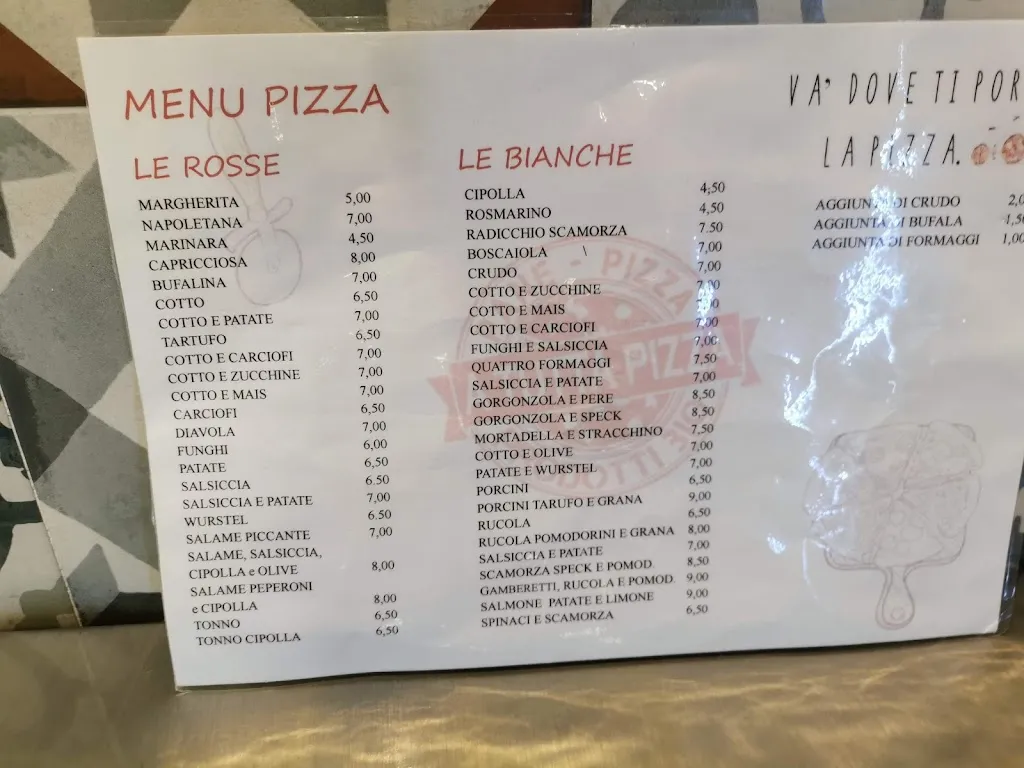 MENU PIZZA
LE ROSSE
MARGHERITA 5,00
NAPOLETANA 7,00
MARINARA 4,50
CAPRICCIOSA 8,00
BUFALINA 7,00
COTTO 6,50
COTTO E PATATE 7,00
TARTUFO 6,50
COTTO E CARCIOFI 7,00
COTTO E ZUCCHINE 7,00
COTTO E MAIS 7,00
CARCIOFI 6,50
DIAVOLA 7,00
FUNGHI 6,00
PATATE 6,50
SALSICCIA 6.50
SALSICCIA E PATATE 7,00
WURSTEL 6.50
SALAME PICCANTE 7,00
SALAME, SALSICCIA,
CIPOLLA e OLIVE 8,00
SALAME PEPERONI
e CIPOLLA 8,00
TONNO 6,50
TONNO CIPOLLA 6,50
LE BIANCHE
CIPOLLA 4,50
ROSMARINO 4,50
RADICCHIO SCAMORZA 7.50
BOSCAIOLA \ 7,00
CRUDO 7,00
COTTO E ZUCCHINE 7,00
COTTO E MAIS 7,00
COTTO E CARCIOFI 7,00
FUNGHI E SALSICCIA 7,00
QUATTRO FORMAGGI 7.50
SALSICCIA E PATATE 7,00
GORGONZOLA E PERE 8,50
GORGONZOLA E SPECK 8,50
MORTADELLA E STRACCHINO 7,50
COTTO E OLIVE 7,00
PATATE E WURSTEL 7,00
PORCINI 6,50
PORCINI TARUFO E GRANA 9,00
RUCOLA 6,50
RUCOLA POMODORINI E GRANA 8,00
SALSICCIA E PATATE 7,00
SCAMORZA SPECK E POMOD. 8,50
GAMBERETTI, RUCOLA E POMOD. 9,00
SALMONE PATATE E LIMONE 9,00
SPINACI E SCAMORZA 6,50
PIZZA
PIZZA
VA' DOVE TI POR
LA PIZZA.
AGGIUNTA DI CRUDO 2,0
AGGIUNTA DI BUFALA 1,50
AGGIUNTA DI FORMAGGI 1,00